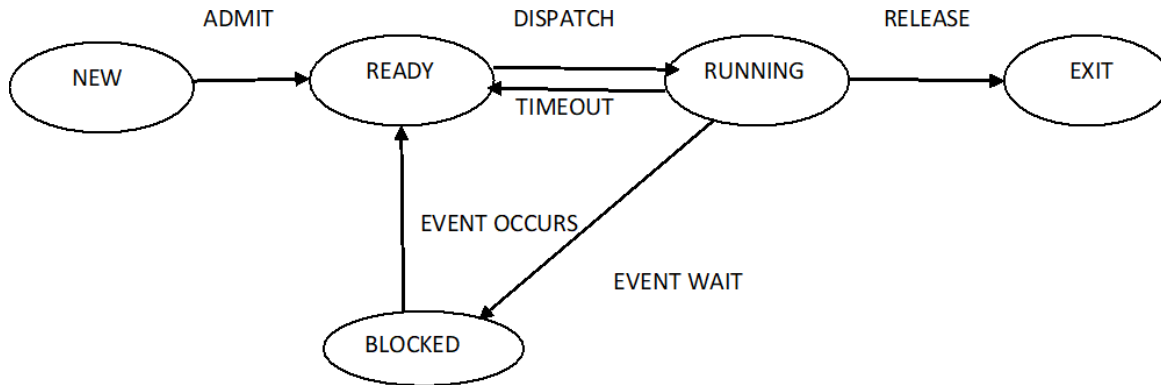 ADMIT
DISPATCH
RELEASE
NEW
READY
RUNNING
EXIT
TIMEOUT
EVENT OCCURS
EVENT WAIT
BLOCKED